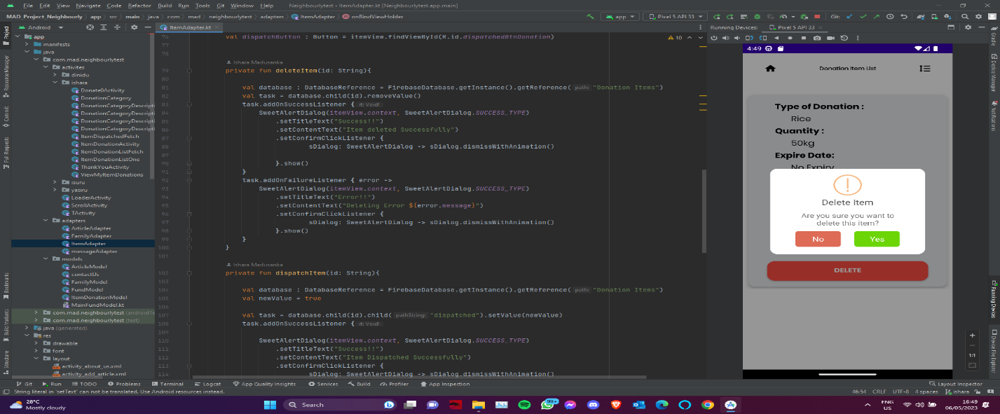 File Edit View Navigate Code Refactor Build Run Tools Git Window Help Neighbourlytest - ItemAdapter.kt [Neighbourlytest.app.main]
MAD_Project_Neighbourly app src main java com mad neighbourlytest adapters ItemAdapter onBindViewHolder app Pixel 5 API 33 Git:
Android
ItemAdapter.kt
Running Devices: Pixel 5 API 33
app
manifests
java
com.mad.neighbourlytest
activites
dinidu
ishara
DonateActivity
DonationCategory
DonationCategoryDescripti
DonationCategoryDescripti
DonationCategoryDescripti
DonationCategoryDescripti
ItemDispatchedFetch
ItemDonationActivity
ItemDonationListFetch
ItemDonationListOne
ThankYouActivity
ViewMyItemDonations
isuru
yasiru
LoaderActivity
ScrollActivity
TActivity
adapters
ArticleAdapter
FamilyAdapter
ItemAdapter
messageAdapter
models
ArticleModel
contactUs
FamilyModel
FundModel
ItemDonationModel
MainFundModel.kt
com.mad.neighbourlytest (androidTe
com.mad.neighbourlytest (test)
java (generated)
res
drawable
font
layout
activity_about_us.xml
activity_add_article.xml
Project
Resource Manager
Commit
Pull Requests
Bookmarks
Build Variants
Structure
10
76 val dispatchButton : Button = itemView.findViewById(R.id.dispatchedBtnDonation)
77
78
Ishara Madusanka
79 private fun deleteItem(id: String){
80
81 val database : DatabaseReference = FirebaseDatabase.getInstance().getReference( path: "Donation Items")
82 val task = database.child(id).removeValue()
83 task.addOnSuccessListener { it: Void!
84 SweetAlertDialog(itemView.context, SweetAlertDialog.SUCCESS_TYPE)
85 .setTitleText("Success!!")
86 .setContentText("Item deleted Successfully")
87 .setConfirmClickListener {
88 sDialog: SweetAlertDialog -> sDialog.dismissWithAnimation()
89
90 }.show()
91 }
92 task.addOnFailureListener { error ->
93 SweetAlertDialog(itemView.context, SweetAlertDialog.SUCCESS_TYPE)
94 .setTitleText("Error!!")
95 .setContentText("Deleting Error ${error.message}")
96 .setConfirmClickListener {
97 sDialog: SweetAlertDialog -> sDialog.dismissWithAnimation()
98 }.show()
99 }
100 }
101
Ishara Madusanka
102 private fun dispatchItem(id: String){
103
104 val database : DatabaseReference = FirebaseDatabase.getInstance().getReference( path: "Donation Items")
105 val newValue = true
106
107 val task = database.child(id).child( pathString: "dispatched").setValue(newValue)
108 task.addOnSuccessListener { it: Void!
109
110 SweetAlertDialog(itemView.context, SweetAlertDialog.SUCCESS_TYPE)
111 .setTitleText("Success!!")
112 .setContentText("Item Dispatched Successfully")
113 .setConfirmClickListener {
114 sDialog: SweetAlertDialog -> sDialog.dismissWithAnimation()
4:49
Donation Item List
Type of Donation :
Rice
Quantity :
50kg
Expire Date:
No Expiry
Delete Item
Are you sure you want to
delete this item?
No Yes
DELETE
1:1
Gradle
Device Manager
Notifications
Running Devices
Device File Explorer
Git Run TODO Problems Terminal Logcat App Quality Insights Services Build Profiler App Inspection Layout Inspector
String literal in 'setText' can not be translated. Use Android resources instead. 46:54 CRLF UTF-8 4 spaces ishara
28°C
Mostly cloudy
Search
99+
ENG
US
16:49
06/05/2023